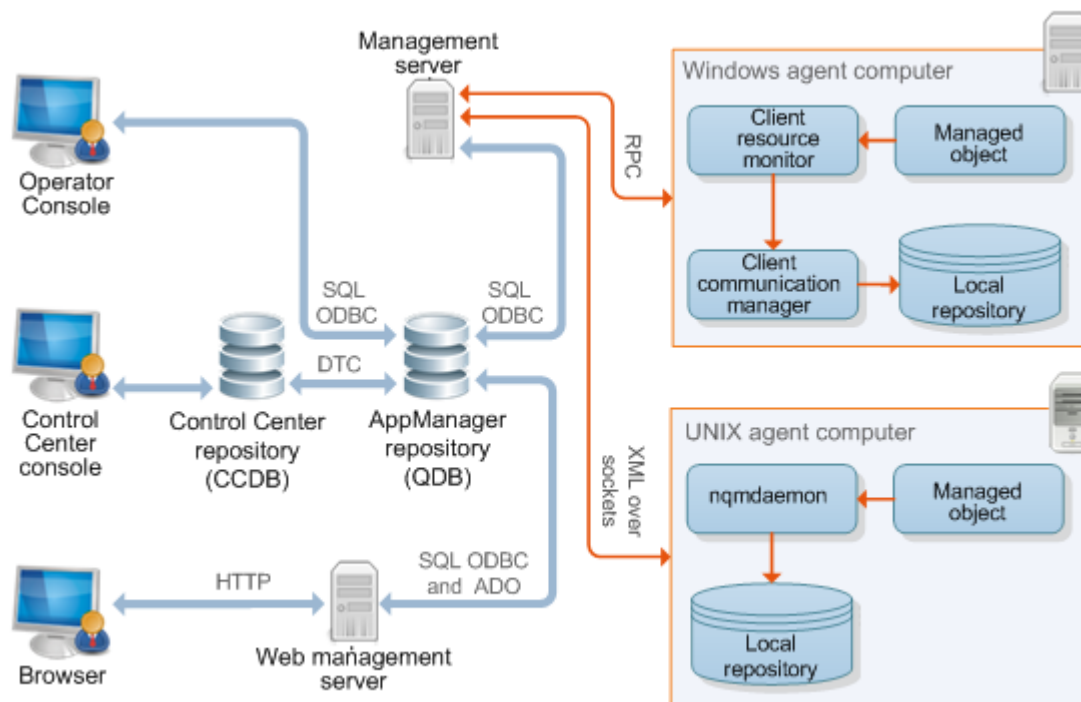 Management
server
Operator
Console
SQL
ODBC
SQL
ODBC
RPC
Control
Center
console
DTC
Control Center
repository
(CCDB)
AppManager
repository
(QDB)
XML over
sockets
SQL ODBC
and ADO
HTTP
Browser
Web management
server
Windows agent computer
Client
resource
monitor
Managed
object
Client
communication
manager
Local
repository
UNIX agent computer
nqmdaemon
Managed
object
Local
repository